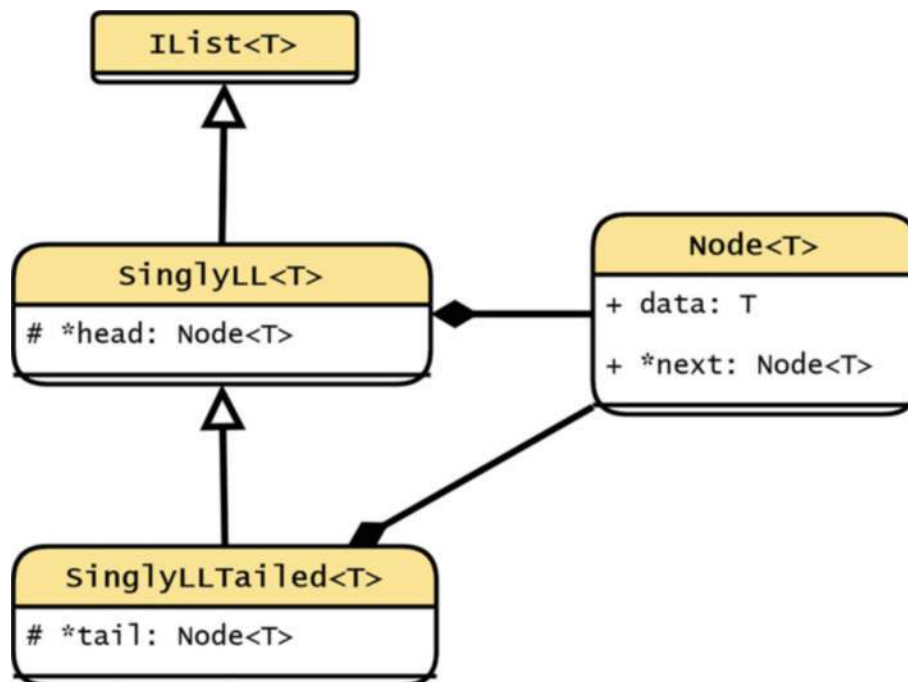 IList<T>
SinglyLL<T>
# *head: Node<T>
Node<T>
+ data: T
+ *next: Node<T>
SinglyLLTailed<T>
# *tail: Node<T>